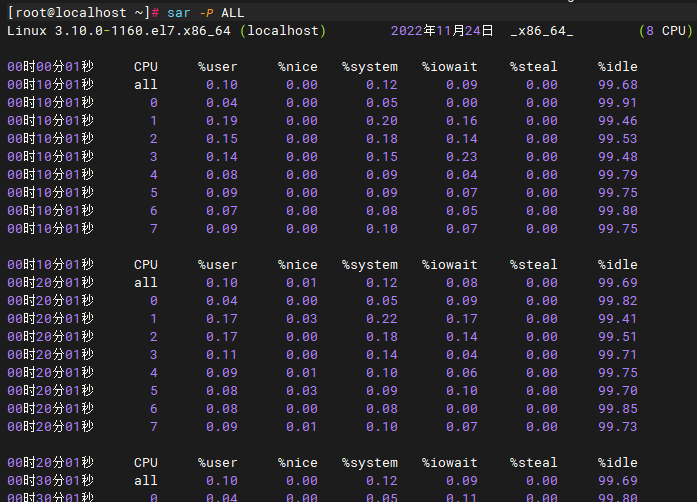 [root@localhost ~]# sar -P ALL
Linux 3.10.0-1160.el7.x86_64 (localhost) 2022年11月24日 _x86_64_ (8 CPU)
00时00分01秒 CPU %user %nice %system %iowait %steal %idle
00时10分01秒 all 0.10 0.00 0.12 0.09 0.00 99.68
00时10分01秒 0 0.04 0.00 0.05 0.00 0.00 99.91
00时10分01秒 1 0.19 0.00 0.20 0.16 0.00 99.46
00时10分01秒 2 0.15 0.00 0.18 0.14 0.00 99.53
00时10分01秒 3 0.14 0.00 0.15 0.23 0.00 99.48
00时10分01秒 4 0.08 0.00 0.09 0.04 0.00 99.79
00时10分01秒 5 0.09 0.00 0.09 0.07 0.00 99.75
00时10分01秒 6 0.07 0.00 0.08 0.05 0.00 99.80
00时10分01秒 7 0.09 0.00 0.10 0.07 0.00 99.75
00时10分01秒 CPU %user %nice %system %iowait %steal %idle
00时20分01秒 all 0.10 0.01 0.12 0.08 0.00 99.69
00时20分01秒 0 0.04 0.00 0.05 0.09 0.00 99.82
00时20分01秒 1 0.17 0.03 0.22 0.17 0.00 99.41
00时20分01秒 2 0.17 0.00 0.18 0.14 0.00 99.51
00时20分01秒 3 0.11 0.00 0.14 0.04 0.00 99.71
00时20分01秒 4 0.09 0.01 0.10 0.06 0.00 99.75
00时20分01秒 5 0.08 0.03 0.09 0.10 0.00 99.70
00时20分01秒 6 0.08 0.00 0.08 0.00 0.00 99.85
00时20分01秒 7 0.09 0.01 0.10 0.07 0.00 99.73
00时20分01秒 CPU %user %nice %system %iowait %steal %idle
00时30分01秒 all 0.10 0.00 0.12 0.09 0.00 99.69
00时30分01秒 0 0.04 0.00 0.05 0.11 0.00 99.80